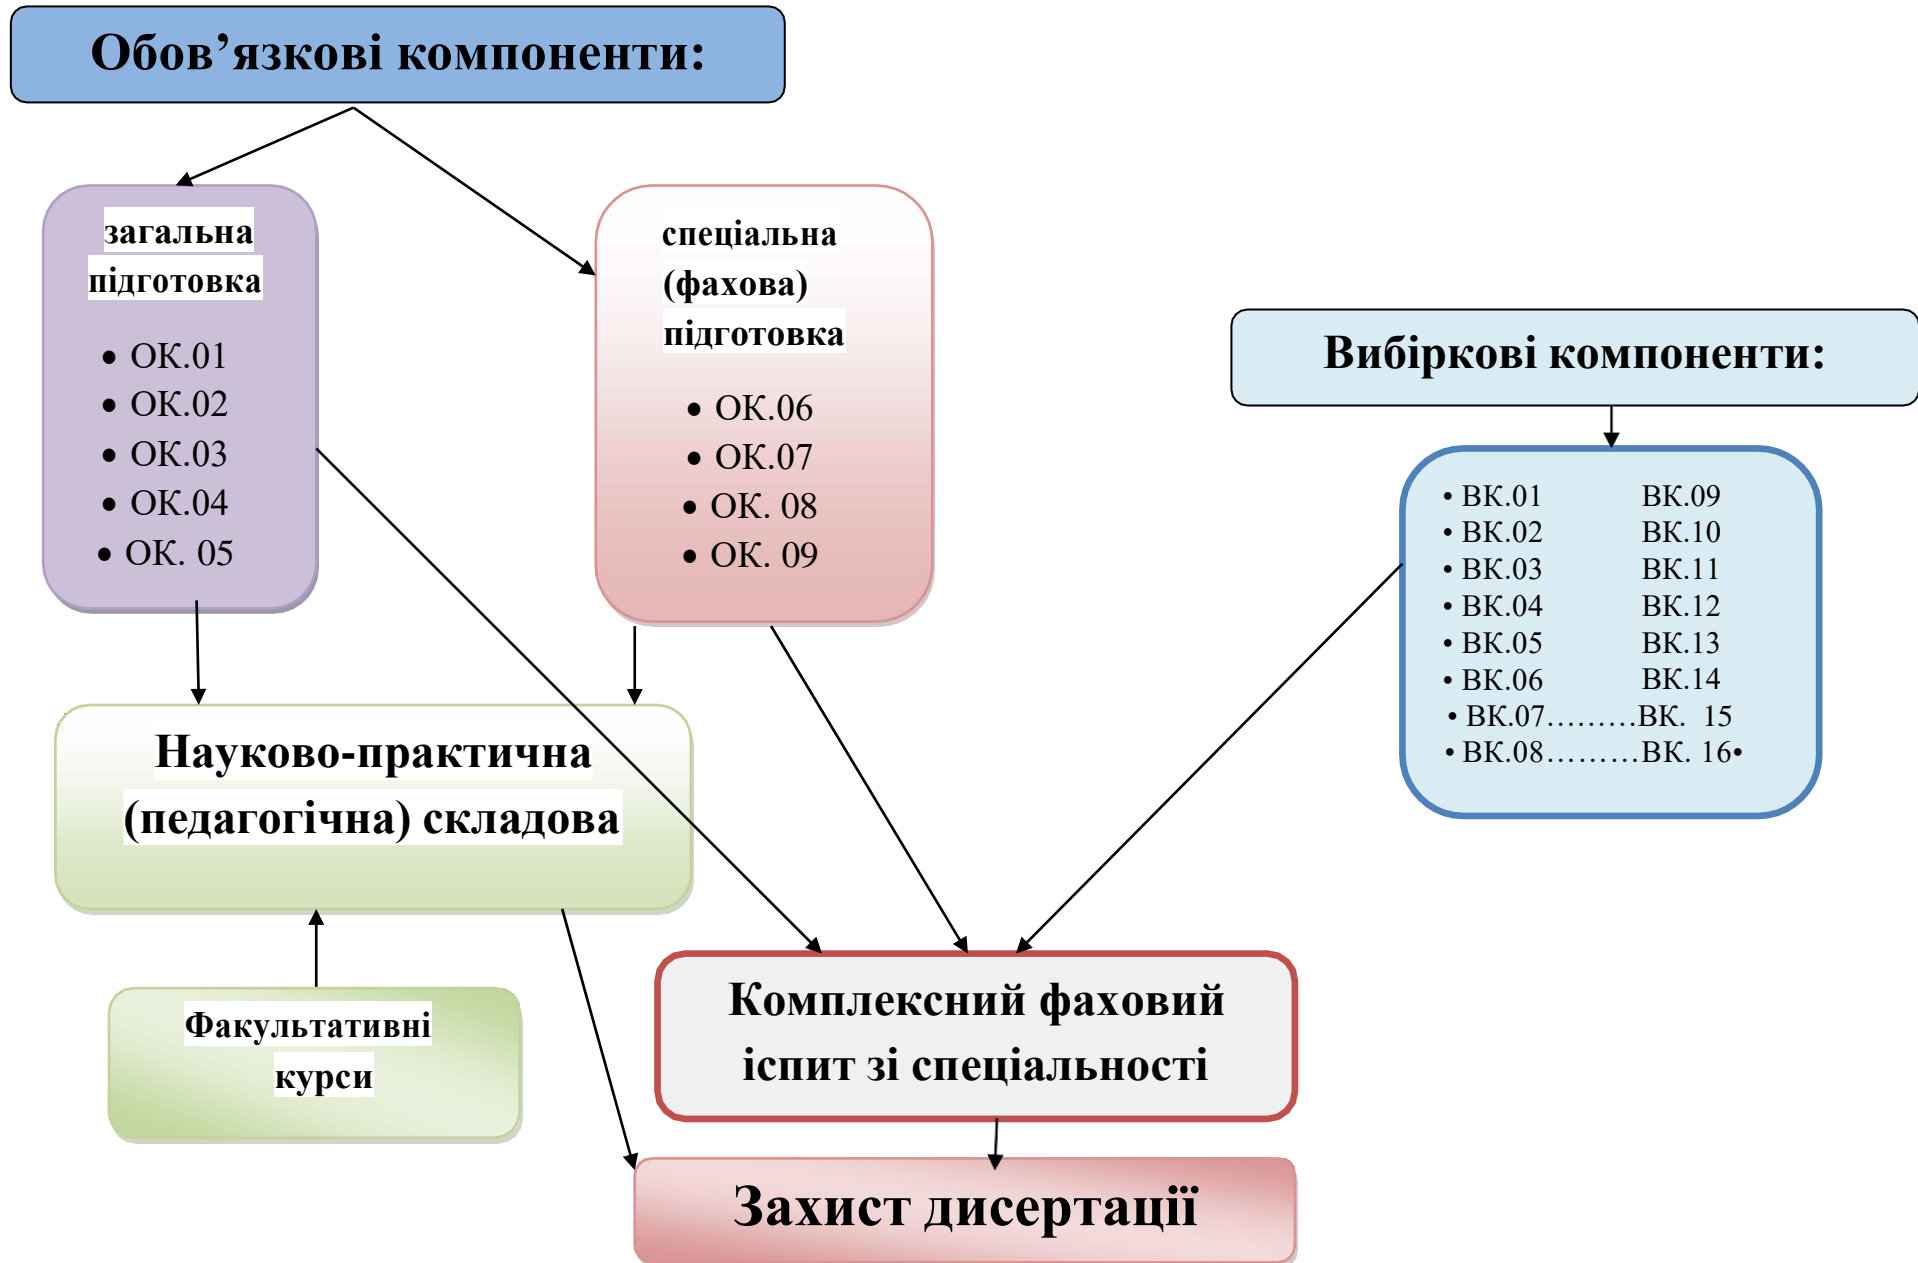 Обов’язкові компоненти:
загальна
підготовка
• ОК.01
• ОК.02
• ОК.03
• ОК.04
• ОК. 05
спеціальна
(фахова)
підготовка
• ОК.06
• ОК.07
• ОК. 08
• ОК. 09
Вибіркові компоненти:
• ВК.01 ВК.09
• ВК.02 ВК.10
• ВК.03 ВК.11
• ВК.04 ВК.12
• ВК.05 ВК.13
• ВК.06 ВК.14
• ВК.07………ВК. 15
• ВК.08………ВК. 16•
Науково-практична
(педагогічна) складова
Факультативні
курси
Комплексний фаховий
іспит зі спеціальності
Захист дисертації